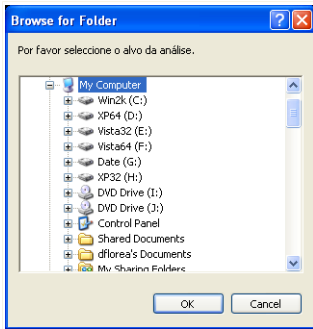 Browse for Folder
Por favor seleccione o alvo da análise.
My Computer
Win2k (C:)
XP64 (D:)
Vista32 (E:)
Vista64 (F:)
Date (G:)
XP32 (H:)
DVD Drive (I:)
DVD Drive (J:)
Control Panel
Shared Documents
dflorea's Documents
My Sharing Folders
OK Cancel